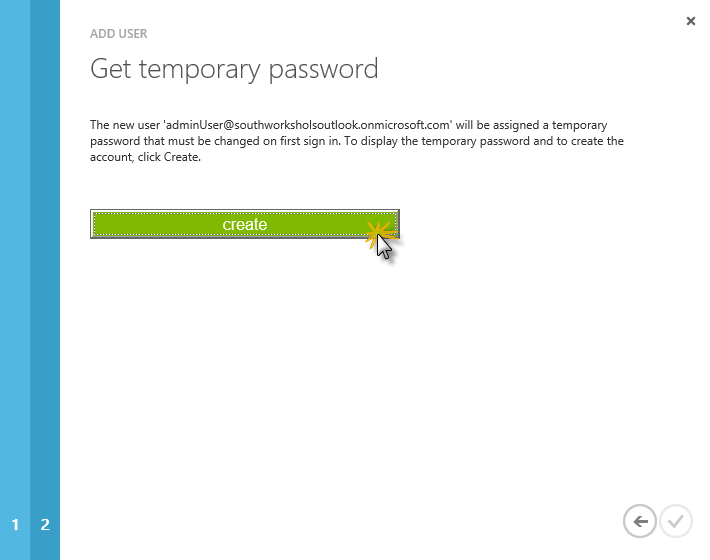 ADD USER
Get temporary password
The new user 'adminUser@southworksholsoutlook.onmicrosoft.com' will be assigned a temporary
password that must be changed on first sign in. To display the temporary password and to create the
account, click Create.
create
1 2